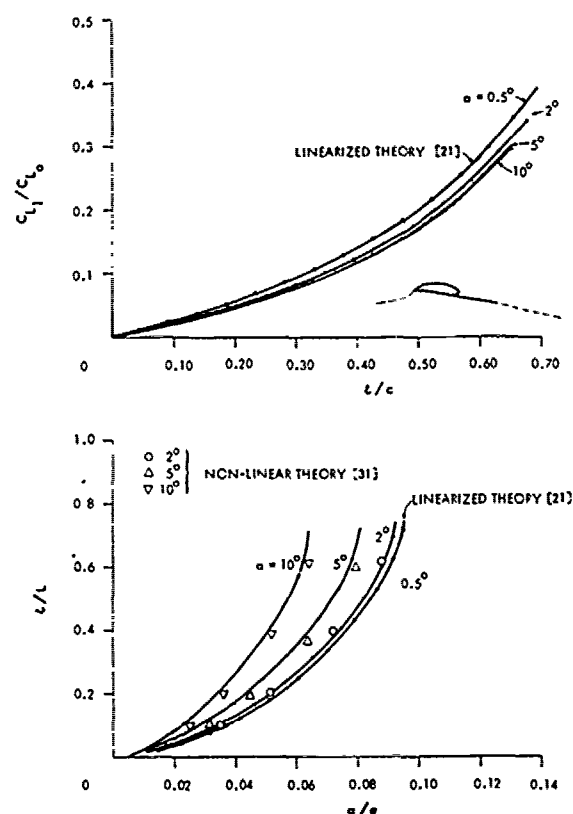 0.5
0.4
0.3
0.2
0.1
0
C_L1/C_L0
α = 0.5°
2°
5°
10°
LINEARIZED THEORY [21]
0.10 0.20 0.30 0.40 0.50 0.60 0.70
ℓ/c
1.0
0.8
0.6
0.4
0.2
0
ℓ/L
○ 2°
△ 5°
▽ 10°
NON-LINEAR THEORY [31]
LINEARIZED THEORY [21]
α = 10°
5°
2°
0.5°
0.02 0.04 0.06 0.08 0.10 0.12 0.14